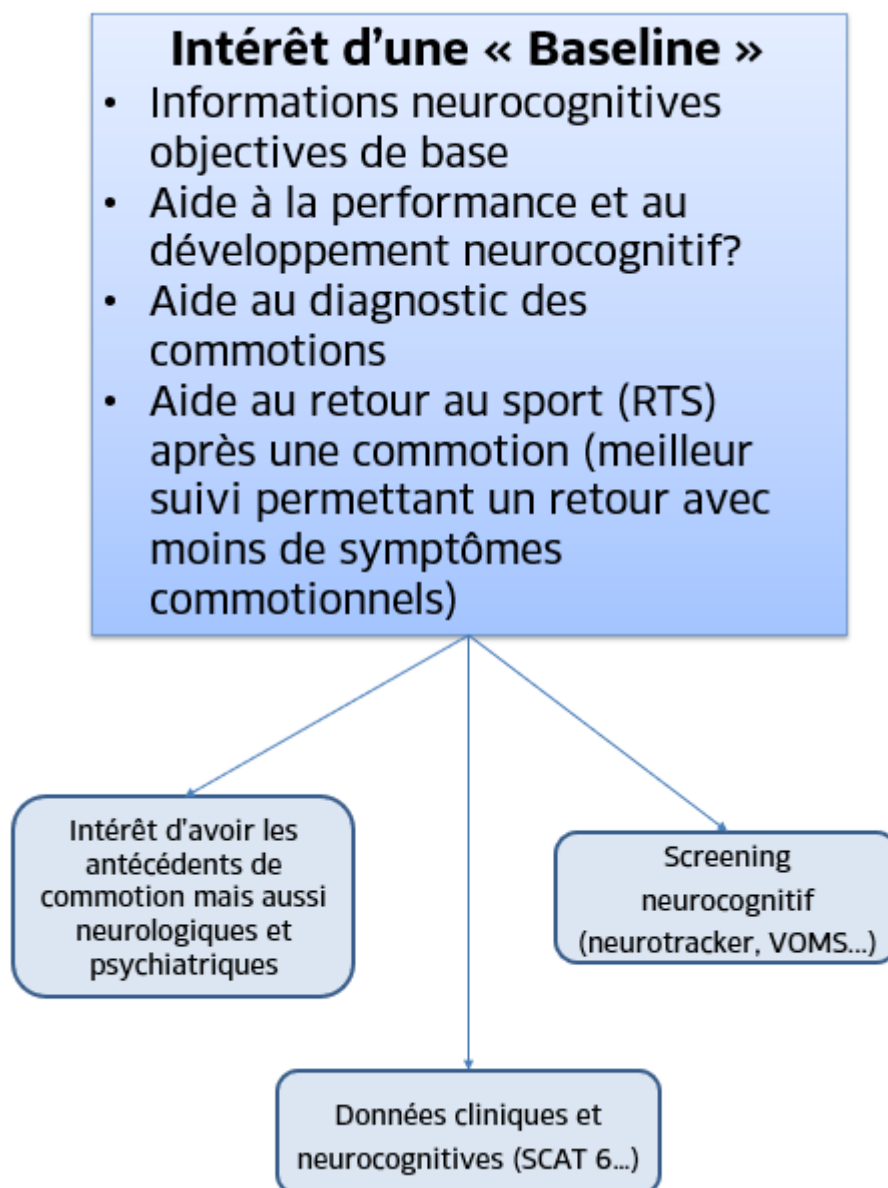 Intérêt d'une « Baseline »
• Informations neurocognitives
objectives de base
• Aide à la performance et au
développement neurocognitif?
• Aide au diagnostic des
commotions
• Aide au retour au sport (RTS)
après une commotion (meilleur
suivi permettant un retour avec
moins de symptômes
commotionnels)
Intérêt d'avoir les
antécédents de
commotion mais aussi
neurologiques et
psychiatriques
Screening
neurocognitif
(neurotracker, VOMS...)
Données cliniques et
neurocognitives (SCAT 6...)